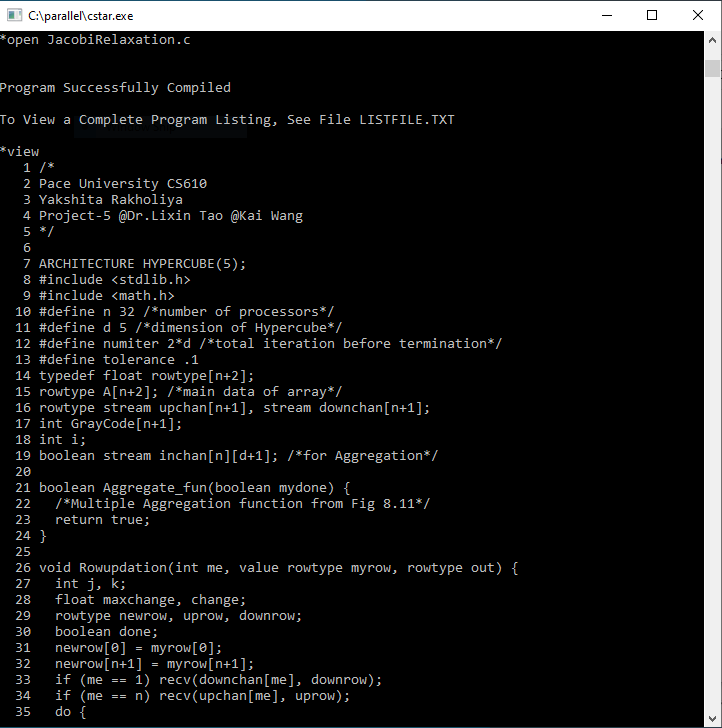 C:\parallel\cstar.exe
*open JacobiRelaxation.c
Program Successfully Compiled
To View a Complete Program Listing, See File LISTFILE.TXT
*view
1 /*
2 Pace University CS610
3 Yakshita Rakholiya
4 Project-5 @Dr.Lixin Tao @Kai Wang
5 */
6
7 ARCHITECTURE HYPERCUBE(5);
8 #include <stdlib.h>
9 #include <math.h>
10 #define n 32 /*number of processors*/
11 #define d 5 /*dimension of Hypercube*/
12 #define numiter 2*d /*total iteration before termination*/
13 #define tolerance .1
14 typedef float rowtype[n+2];
15 rowtype A[n+2]; /*main data of array*/
16 rowtype stream upchan[n+1], stream downchan[n+1];
17 int GrayCode[n+1];
18 int i;
19 boolean stream inchan[n][d+1]; /*for Aggregation*/
20
21 boolean Aggregate_fun(boolean mydone) {
22   /*Multiple Aggregation function from Fig 8.11*/
23   return true;
24 }
25
26 void Rowupdation(int me, value rowtype myrow, rowtype out) {
27   int j, k;
28   float maxchange, change;
29   rowtype newrow, uprow, downrow;
30   boolean done;
31   newrow[0] = myrow[0];
32   newrow[n+1] = myrow[n+1];
33   if (me == 1) recv(downchan[me], downrow);
34   if (me == n) recv(upchan[me], uprow);
35   do {